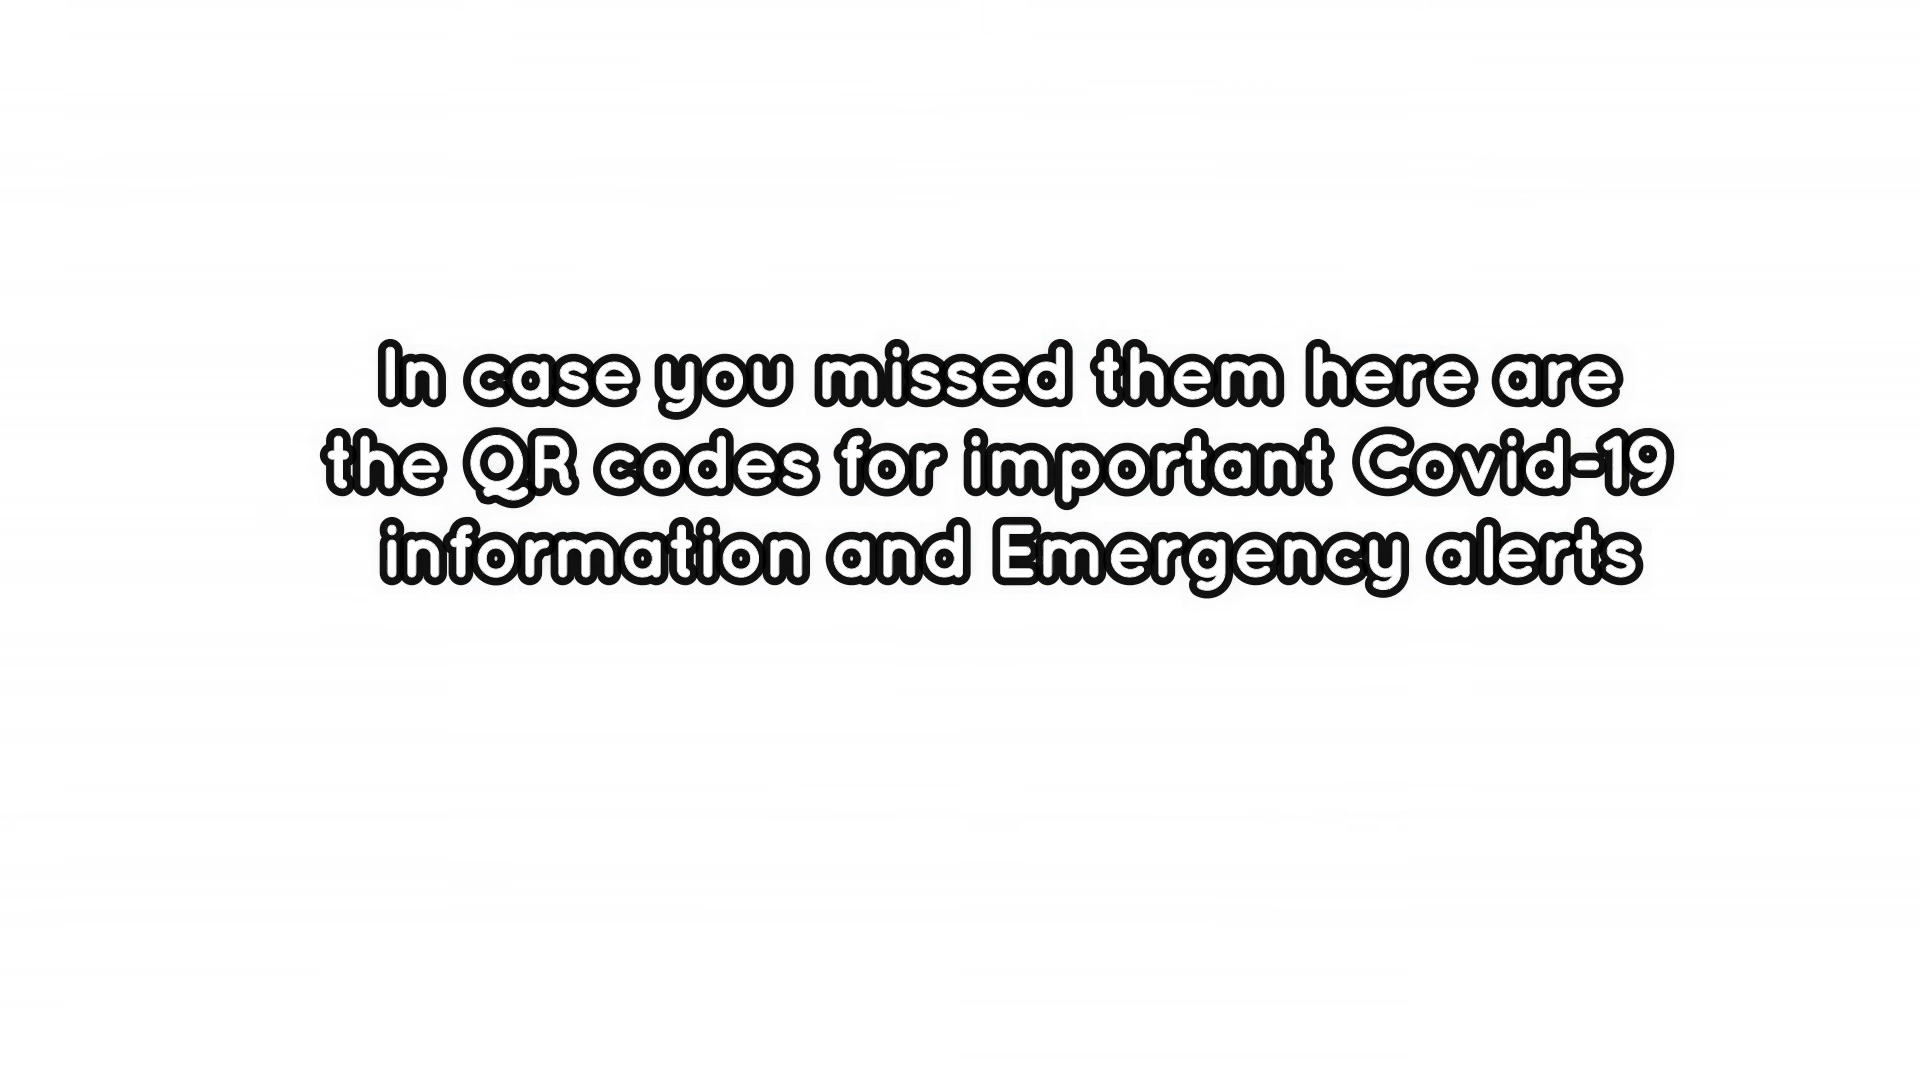 In case you missed them here are
the QR codes for important Covid-19
information and Emergency alerts